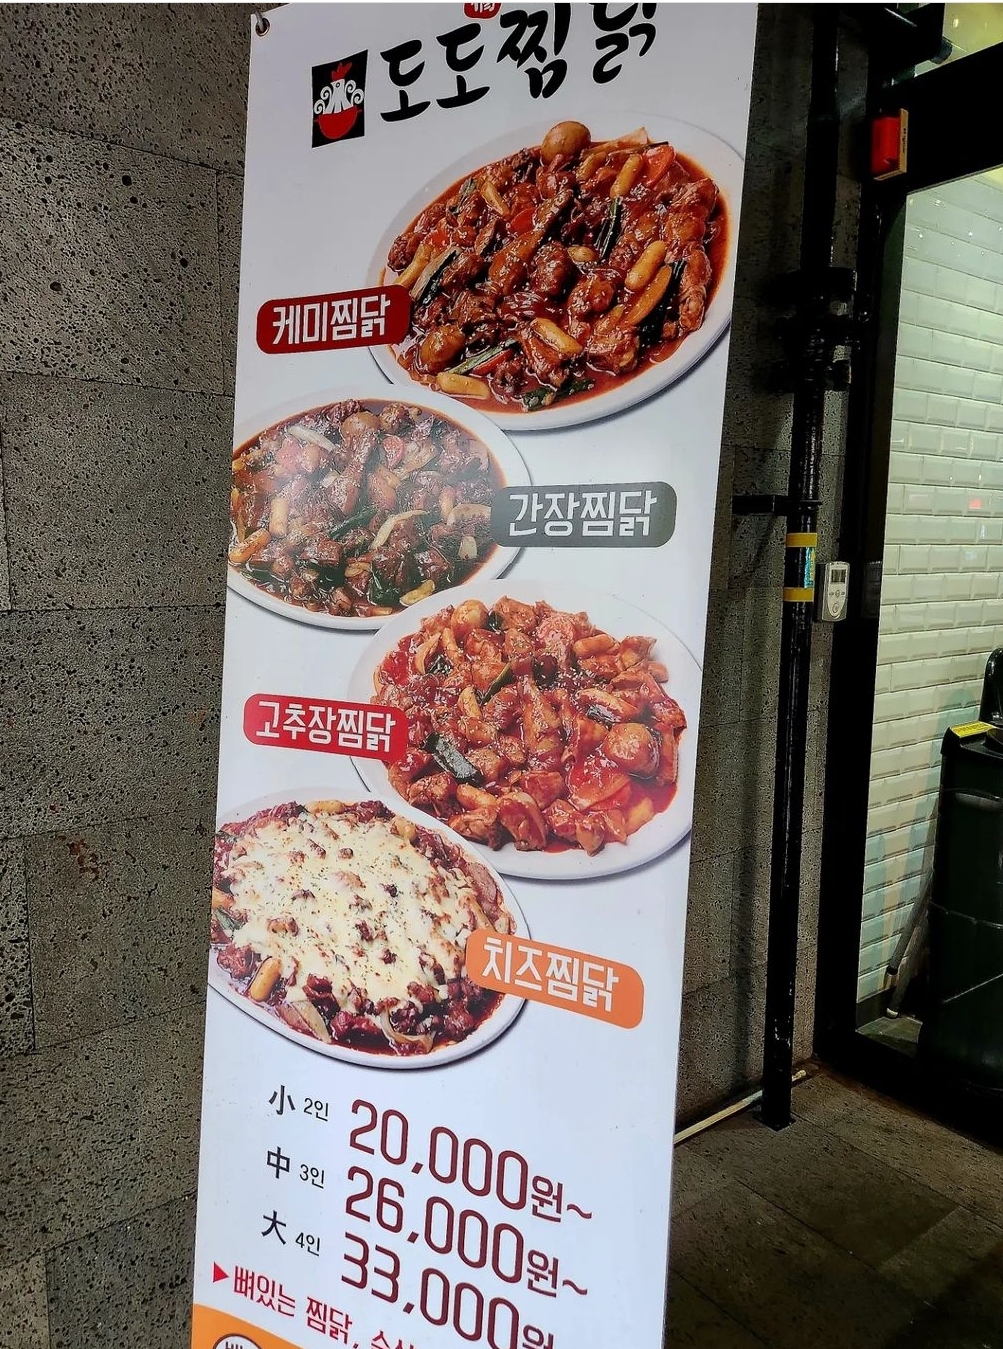 도도찜닭
케미찜닭
간장찜닭
고추장찜닭
치즈찜닭
小 2인 20,000원~
中 3인 26,000원~
大 4인 33,000원
▶뼈있는 찜닭,